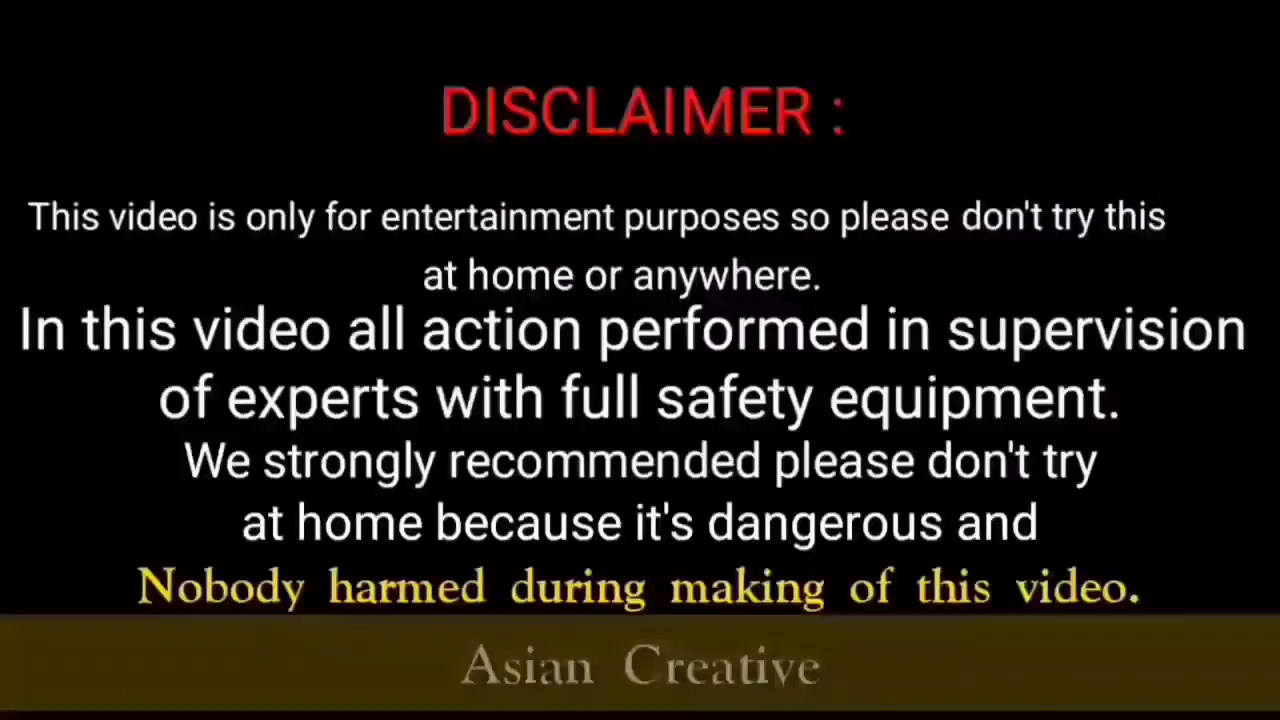 DISCLAIMER :
This video is only for entertainment purposes so please don't try this
at home or anywhere.
In this video all action performed in supervision
of experts with full safety equipment.
We strongly recommended please don't try
at home because it's dangerous and
Nobody harmed during making of this video.
Asian Creative